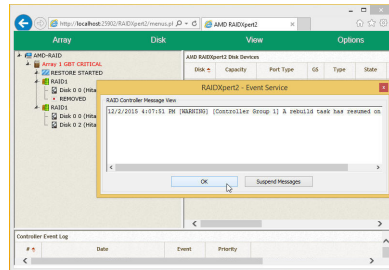 http://localhost:25902/RAIDXpert2/menus.pl
AMD RAIDXpert2
Array Disk View Options
AMD-RAID
Array 1 GBT CRITICAL
RESTORE STARTED
RAID1
Disk 0 0 (Hita
REMOVED
RAID1
Disk 0 0 (Hita
Disk 0 2 (Hita
AMD RAIDXpert2 Disk Devices
Disk Capacity Port Type GS Type State
RAIDXpert2 - Event Service
RAID Controller Message View
12/2/2015 4:07:51 PM [WARNING] [Controller Group 1] A rebuild task has resumed on
OK Suspend Messages
Controller Event Log
# Date Event Priority